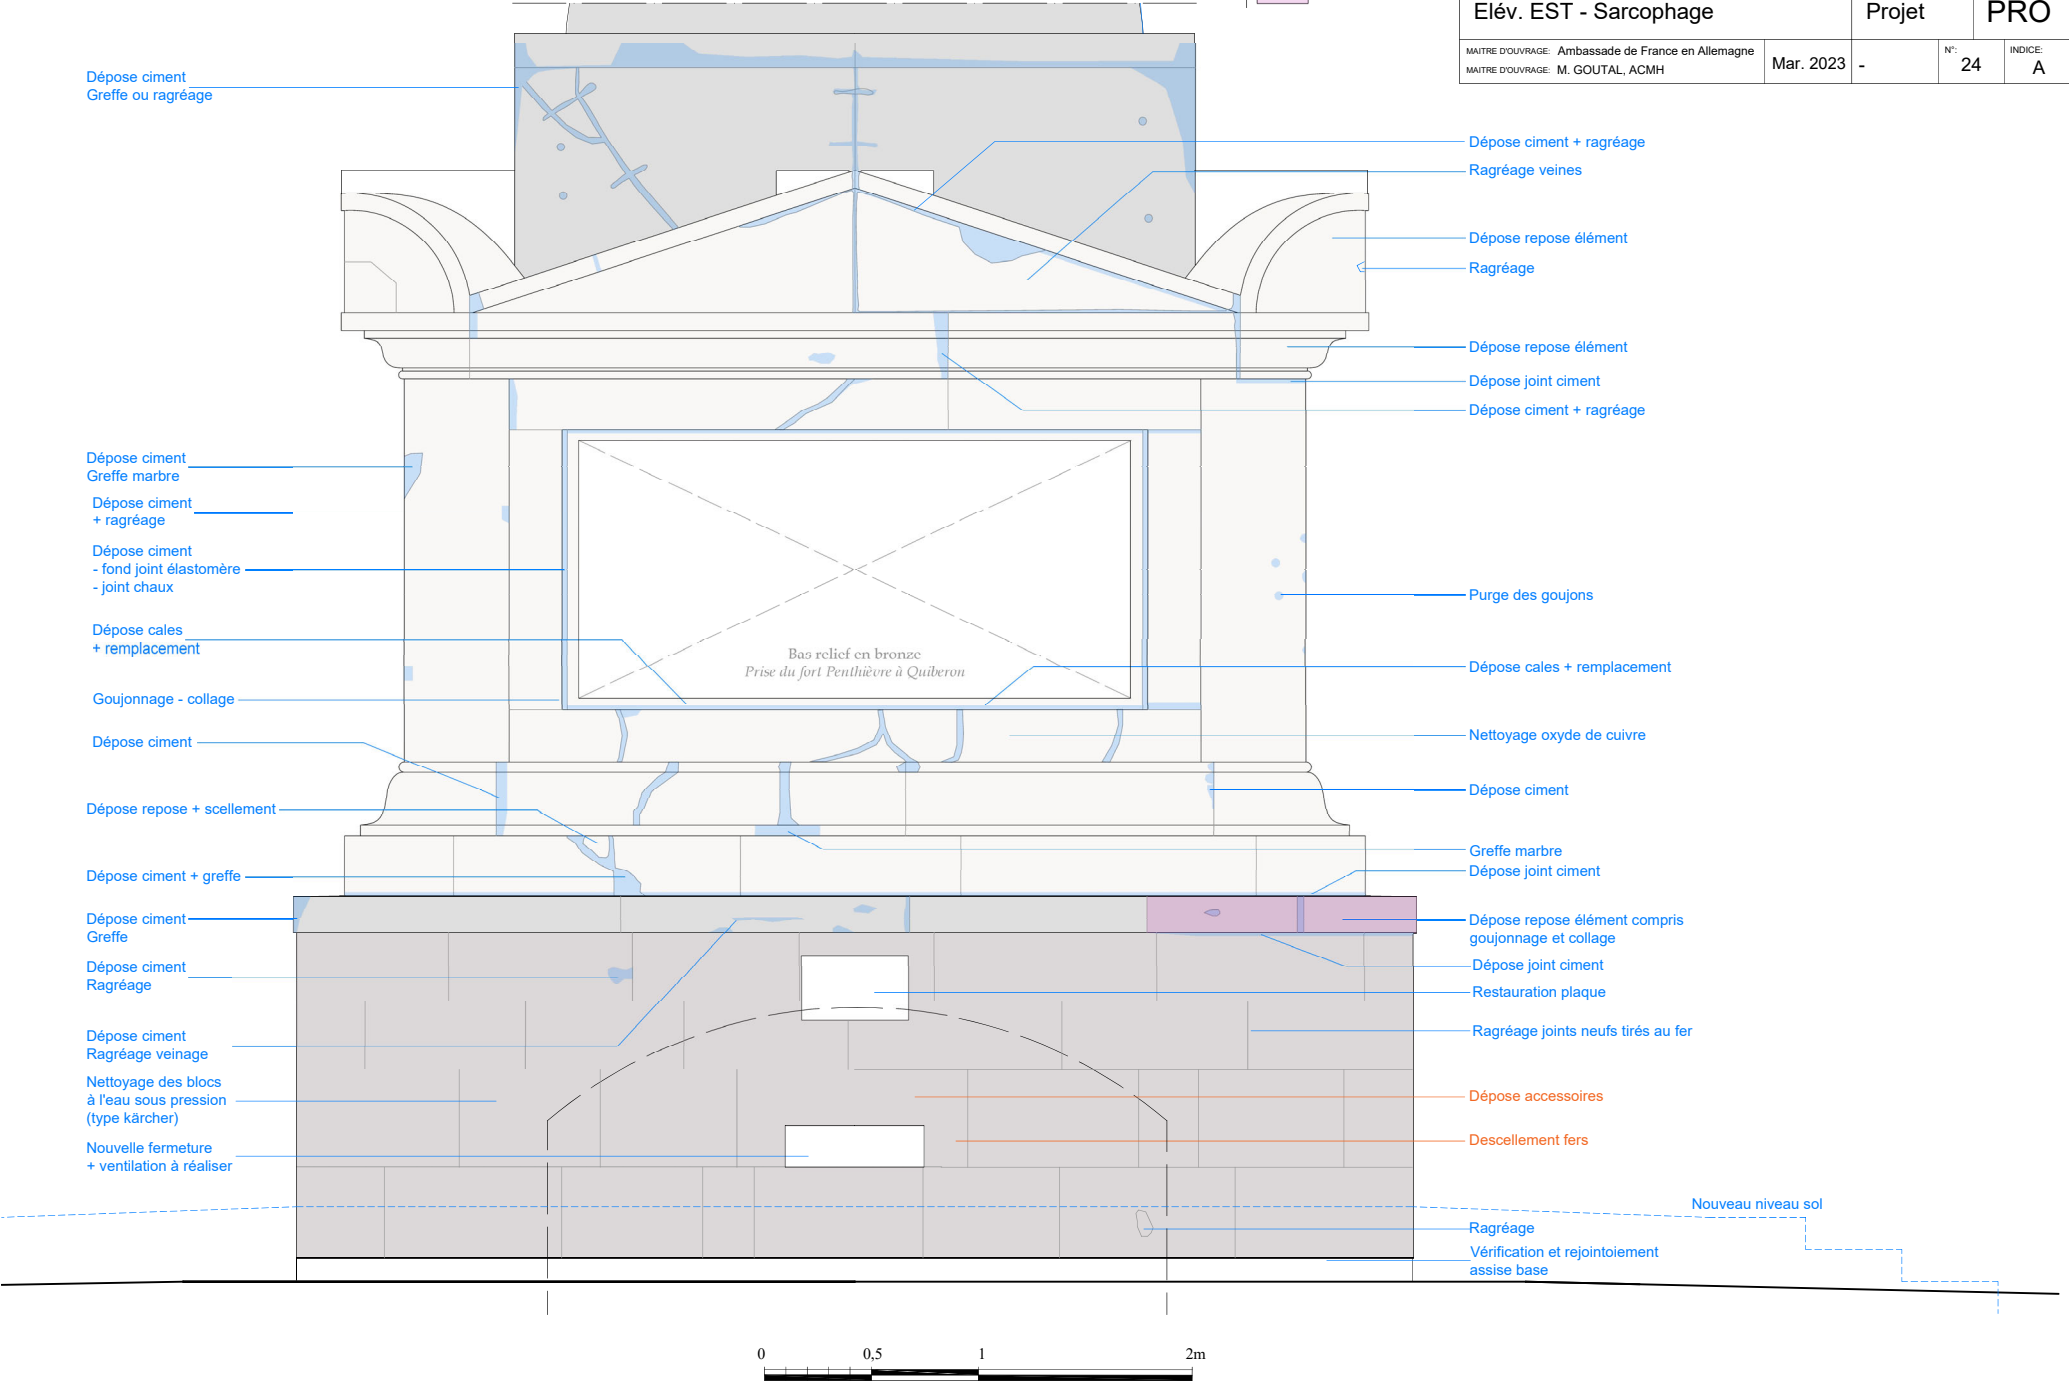 Elév. EST - Sarcophage
Projet
PRO
MAITRE D'OUVRAGE: Ambassade de France en Allemagne
MAITRE D'OUVRAGE: M. GOUTAL, ACMH
Mar. 2023
-
N°:
24
INDICE:
A
Dépose ciment
Greffe ou ragréage
Dépose ciment
Greffe marbre
Dépose ciment
+ ragréage
Dépose ciment
- fond joint élastomère
- joint chaux
Dépose cales
+ remplacement
Goujonnage - collage
Dépose ciment
Dépose repose + scellement
Dépose ciment + greffe
Dépose ciment
Greffe
Dépose ciment
Ragréage
Dépose ciment
Ragréage veinage
Nettoyage des blocs
à l'eau sous pression
(type kärcher)
Nouvelle fermeture
+ ventilation à réaliser
Bas relief en bronze
Prise du fort Penthièvre à Quiberon
Dépose ciment + ragréage
Ragréage veines
Dépose repose élément
Ragréage
Dépose repose élément
Dépose joint ciment
Dépose ciment + ragréage
Purge des goujons
Dépose cales + remplacement
Nettoyage oxyde de cuivre
Dépose ciment
Greffe marbre
Dépose joint ciment
Dépose repose élément compris
goujonnage et collage
Dépose joint ciment
Restauration plaque
Ragréage joints neufs tirés au fer
Dépose accessoires
Descellement fers
Nouveau niveau sol
Ragréage
Vérification et rejointoiement
assise base
0 0,5 1 2m